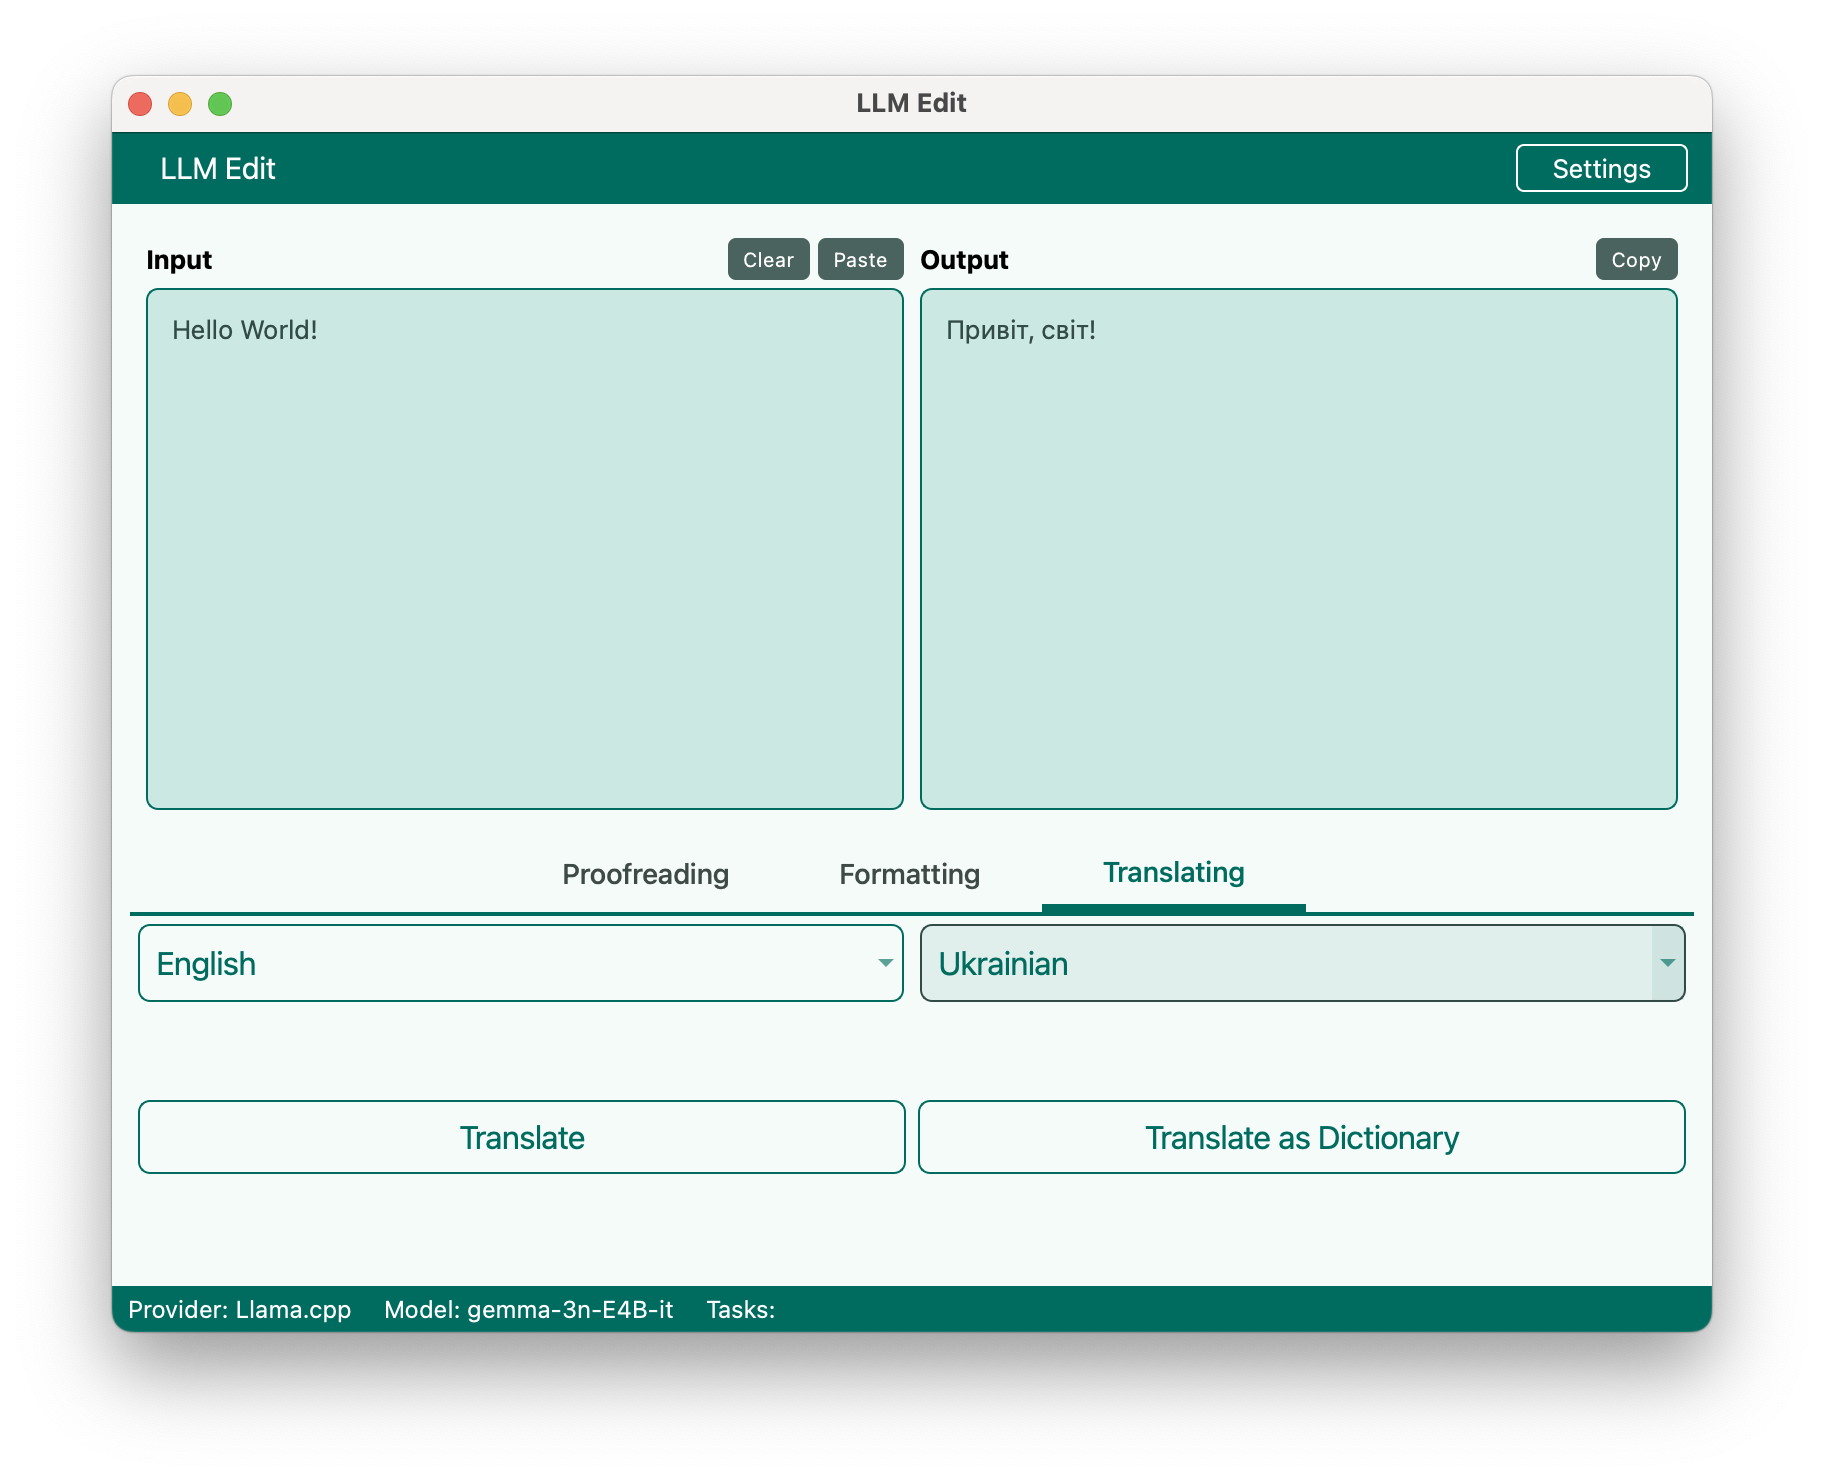 LLM Edit
LLM Edit
Settings
Input
Clear
Paste
Output
Copy
Hello World!
Привіт, світ!
Proofreading
Formatting
Translating
English
Ukrainian
Translate
Translate as Dictionary
Provider: Llama.cpp
Model: gemma-3n-E4B-it
Tasks: